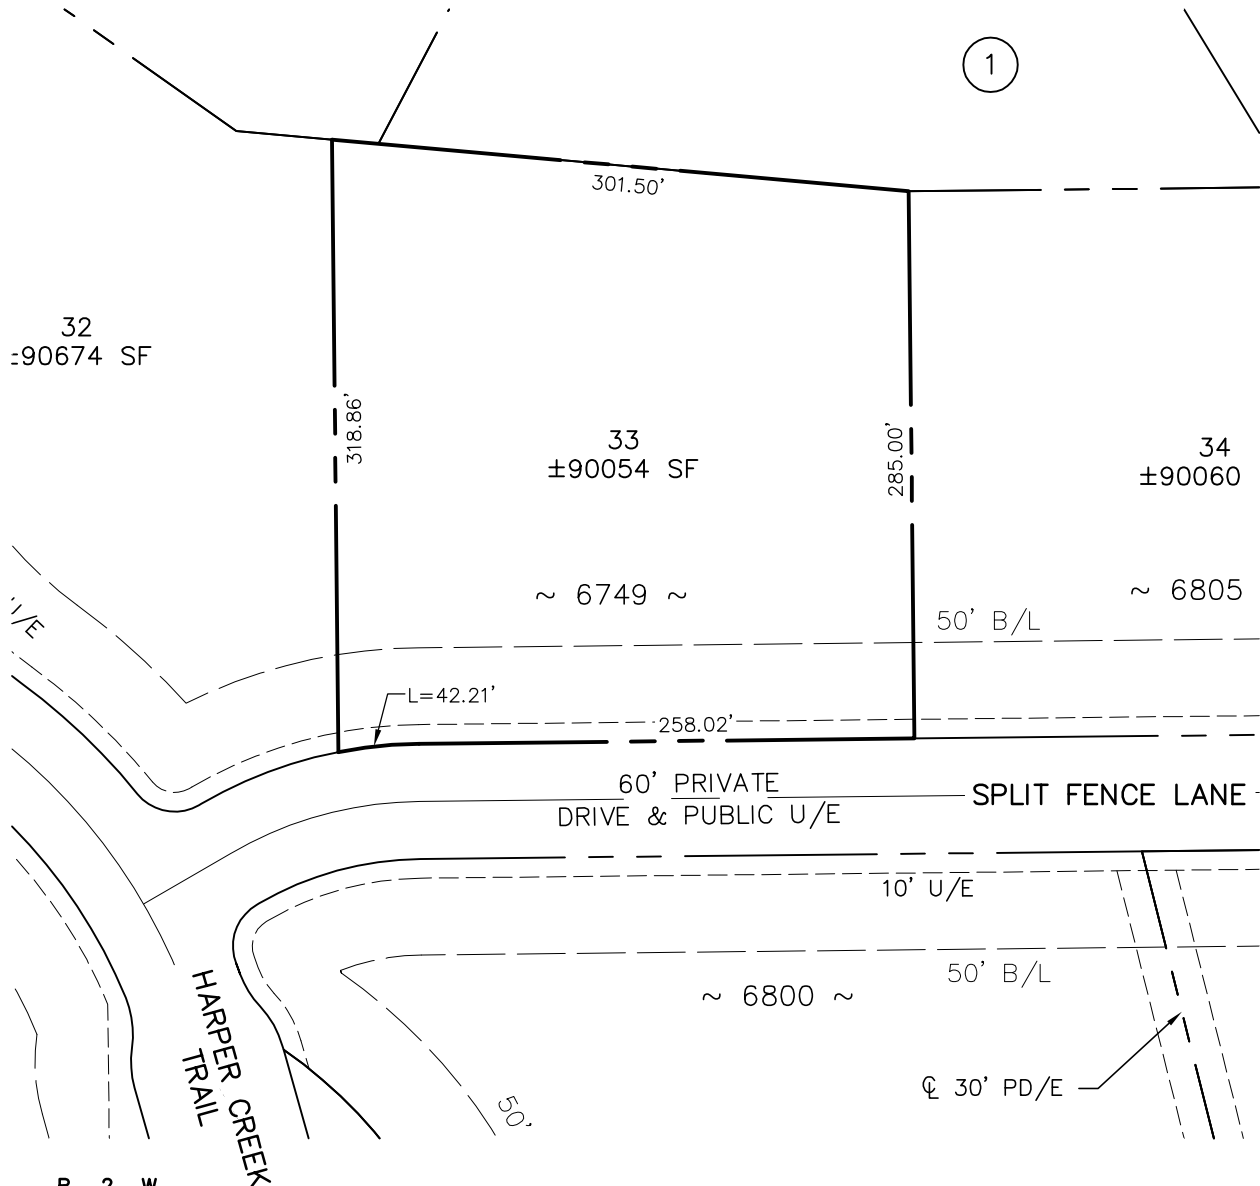 1
301.50'
32
±90674 SF
318.86'
33
±90054 SF
285.00'
34
±90060
~ 6749 ~
~ 6805
U/E
50' B/L
L=42.21'
258.02'
60' PRIVATE
DRIVE & PUBLIC U/E
SPLIT FENCE LANE
10' U/E
50' B/L
~ 6800 ~
HARPER CREEK
TRAIL
℄ 30' PD/E
50'
R 2 W